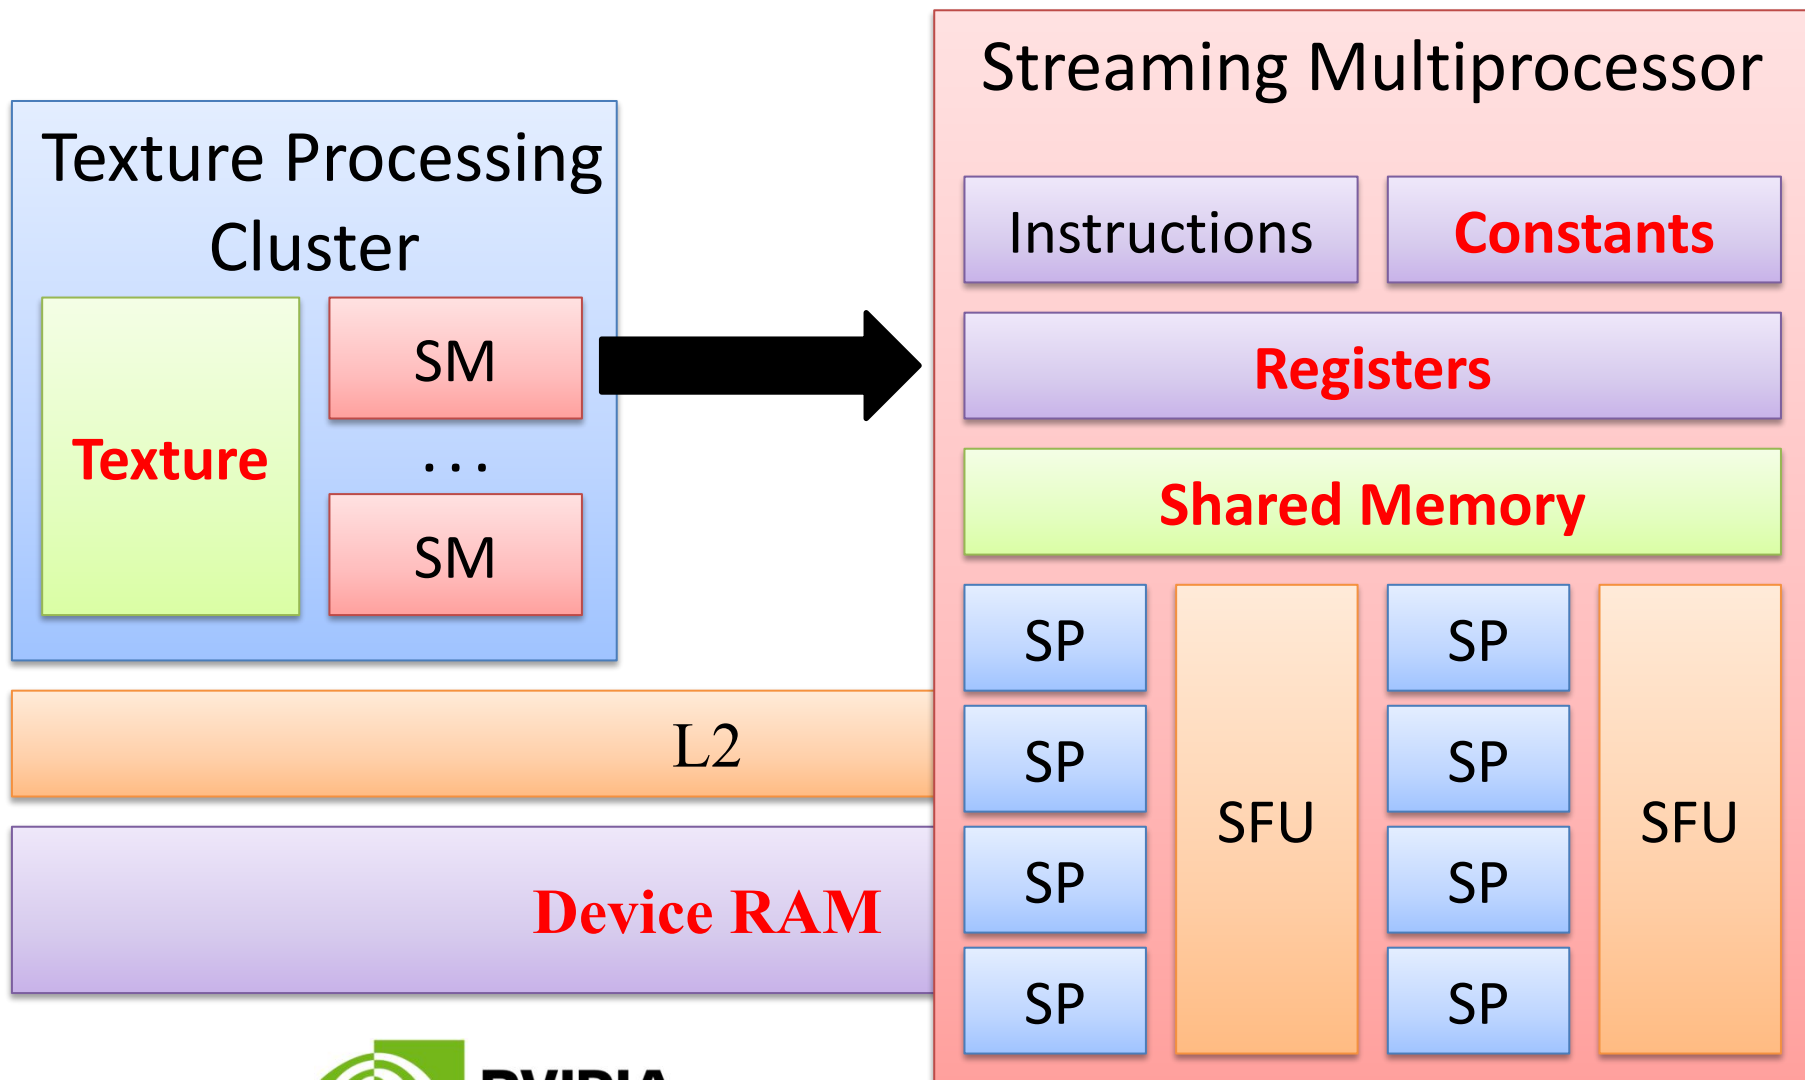 Streaming Multiprocessor
Texture Processing
Cluster
Instructions
Constants
Texture
SM
...
SM
Registers
Shared Memory
SP
SP
SP
SP
SFU
SP
SP
SP
SP
SFU
L2
Device RAM